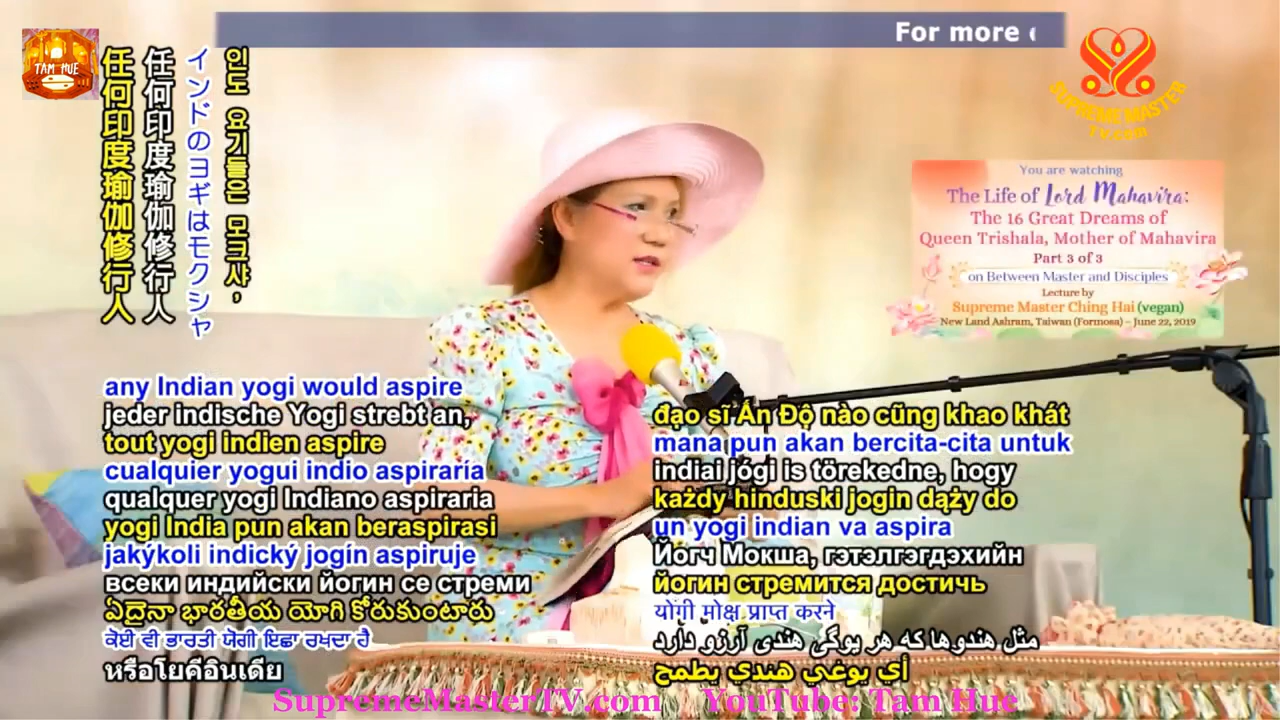 For more
TAM HUE
SUPREME MASTER
TV.com
You are watching
The Life of Lord Mahavira:
The 16 Great Dreams of
Queen Trishala, Mother of Mahavira
Part 3 of 3
on Between Master and Disciples
Lecture by
Supreme Master Ching Hai (vegan)
New Land Ashram, Taiwan (Formosa) – June 22, 2019
任何印度瑜伽修行人
任何印度瑜伽修行人
インドのヨギはモクシャ
인도 요기들은 모크샤,
any Indian yogi would aspire
jeder indische Yogi strebt an,
tout yogi indien aspire
cualquier yogui indio aspiraría
qualquer yogi Indiano aspiraria
yogi India pun akan beraspirasi
jakýkoli indický jogín aspiruje
всеки индийски йогин се стреми
ఏదైనా భారతీయ యోగి కోరుకుంటారు
ਕੋਈ ਵੀ ਭਾਰਤੀ ਯੋਗੀ ਇਛਾ ਰਖਦਾ ਹੈ
หรือโยคีอินเดีย
đạo sĩ Ấn Độ nào cũng khao khát
mana pun akan bercita-cita untuk
indiai jógi is törekedne, hogy
każdy hinduski jogin dąży do
un yogi indian va aspira
Йогч Мокша, гэтэлгэгдэхийн
йогин стремится достичь
योगी मोक्ष प्राप्त करने
مثل هندوها که هر یوگی هندی آرزو دارد
أي يوغي هندي يطمح
SupremeMasterTV.com YouTube: Tam Hue